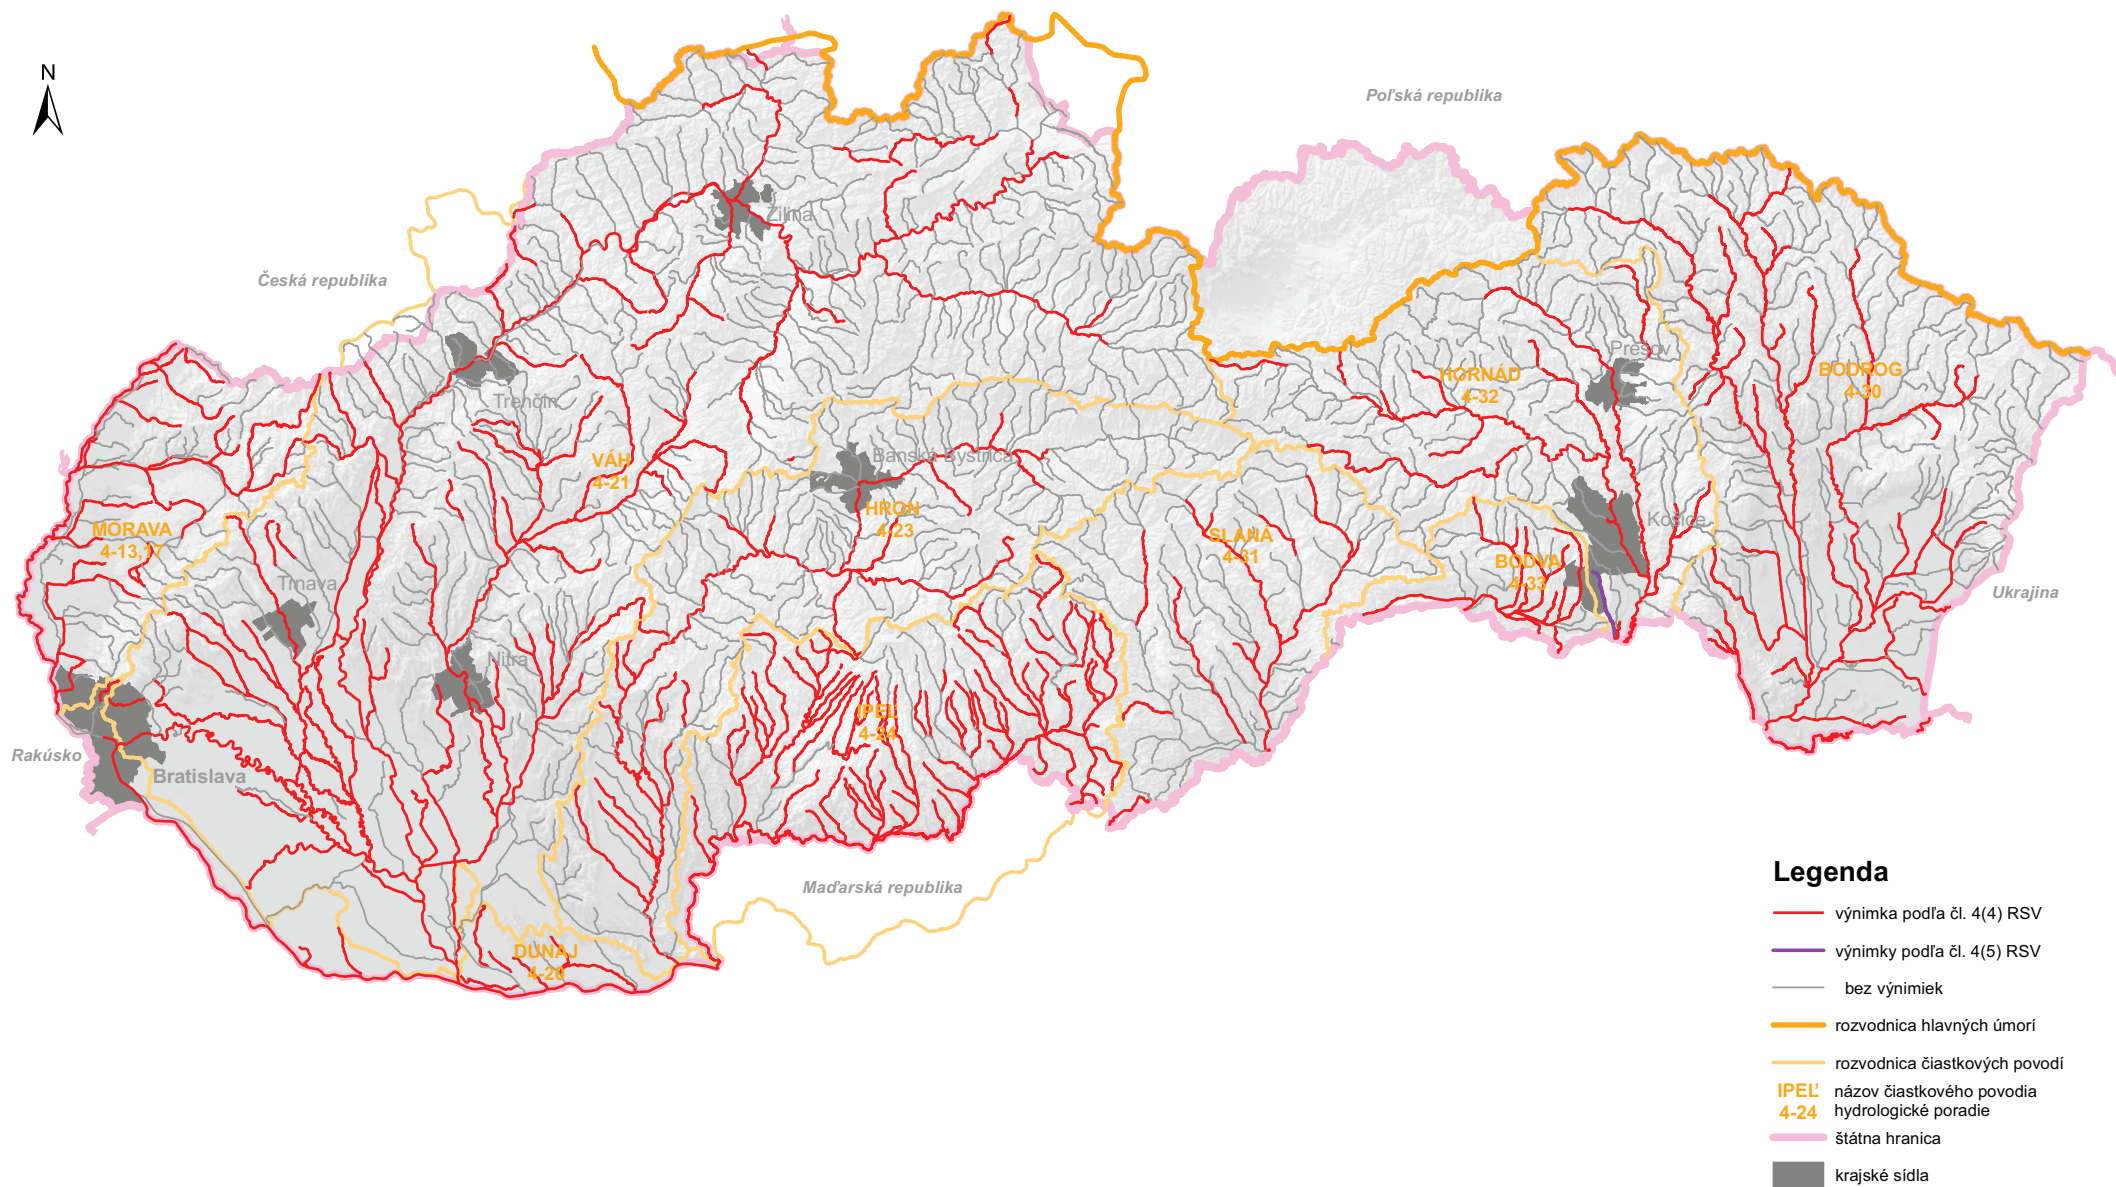 N
Poľská republika
Česká republika
Žilina
Trenčín
Prešov
HORNÁD
4-32
BODROG
4-30
VÁH
4-21
Banská Bystrica
HRON
4-23
MORAVA
4-13,17
SLANÁ
4-31
Košice
BODVA
4-33
Trnava
Ukrajina
Nitra
IPEĽ
4-24
Rakúsko
Bratislava
Maďarská republika
DUNAJ
4-20
Legenda
výnimka podľa čl. 4(4) RSV
výnimky podľa čl. 4(5) RSV
bez výnimiek
rozvodnica hlavných úmorí
rozvodnica čiastkových povodí
IPEĽ názov čiastkového povodia
4-24 hydrologické poradie
štátna hranica
krajské sídla